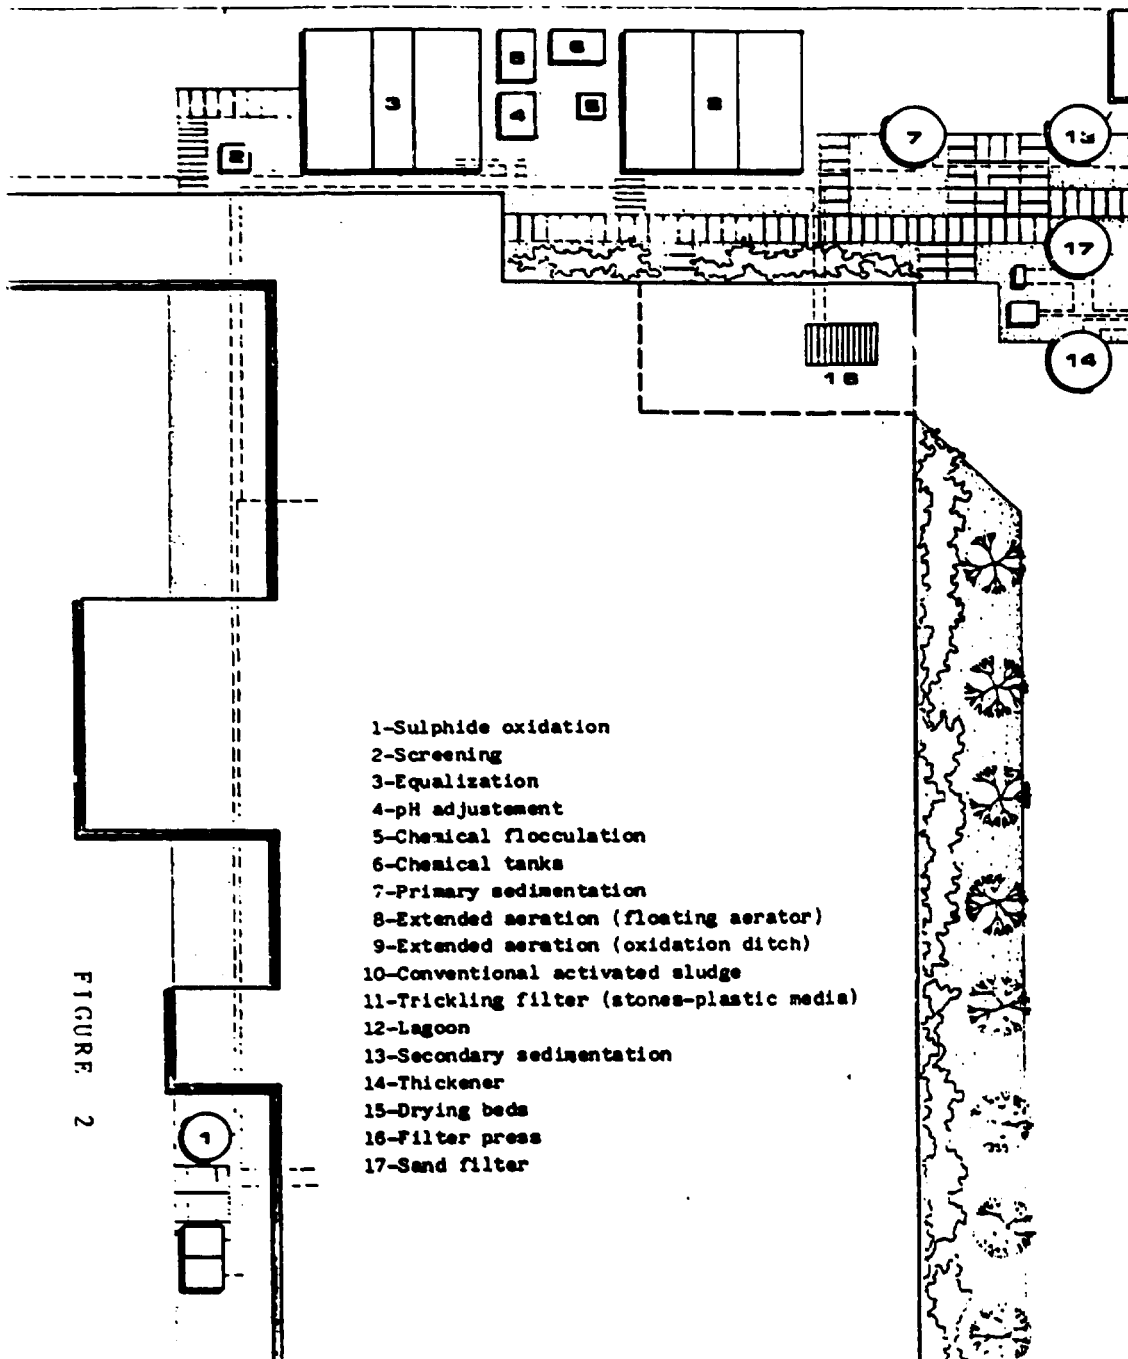 3
4
7
17
14
1-Sulphide oxidation
2-Screening
3-Equalization
4-pH adjustement
5-Chemical flocculation
6-Chemical tanks
7-Primary sedimentation
8-Extended aeration (floating aerator)
9-Extended aeration (oxidation ditch)
10-Conventional activated sludge
11-Trickling filter (stones-plastic media)
12-Lagoon
13-Secondary sedimentation
14-Thickener
15-Drying beds
16-Filter press
17-Sand filter
FIGURE 2
1